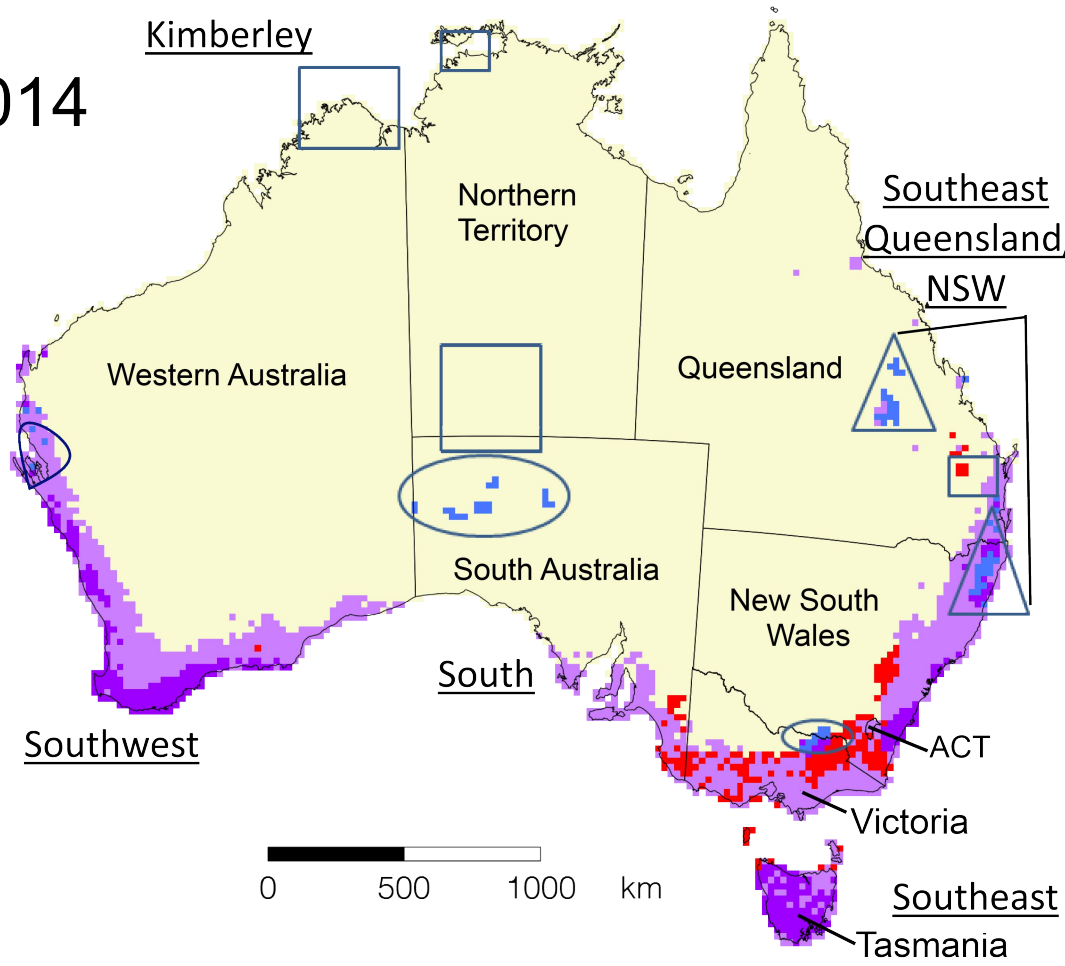 Kimberley
014
Northern
Territory
Southeast
Queensland,
NSW
Western Australia
Queensland
South Australia
New South
Wales
South
Southwest
ACT
Victoria
0 500 1000 km
Southeast
Tasmania